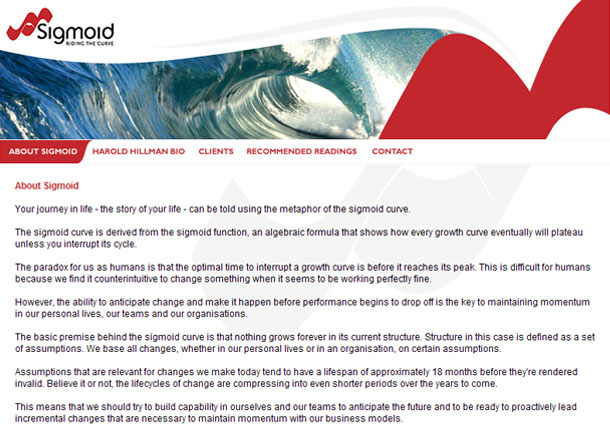 Sigmoid
RIDING THE CURVE
ABOUT SIGMOID HAROLD HILLMAN BIO CLIENTS RECOMMENDED READINGS CONTACT
About Sigmoid
Your journey in life - the story of your life - can be told using the metaphor of the sigmoid curve.
The sigmoid curve is derived from the sigmoid function, an algebraic formula that shows how every growth curve eventually will plateau
unless you interrupt its cycle.
The paradox for us as humans is that the optimal time to interrupt a growth curve is before it reaches its peak. This is difficult for humans
because we find it counterintuitive to change something when it seems to be working perfectly fine.
However, the ability to anticipate change and make it happen before performance begins to drop off is the key to maintaining momentum
in our personal lives, our teams and our organisations.
The basic premise behind the sigmoid curve is that nothing grows forever in its current structure. Structure in this case is defined as a set
of assumptions. We base all changes, whether in our personal lives or in an organisation, on certain assumptions.
Assumptions that are relevant for changes we make today tend to have a lifespan of approximately 18 months before they're rendered
invalid. Believe it or not, the lifecycles of change are compressing into even shorter periods over the years to come.
This means that we should try to build capability in ourselves and our teams to anticipate the future and to be ready to proactively lead
incremental changes that are necessary to maintain momentum with our business models.